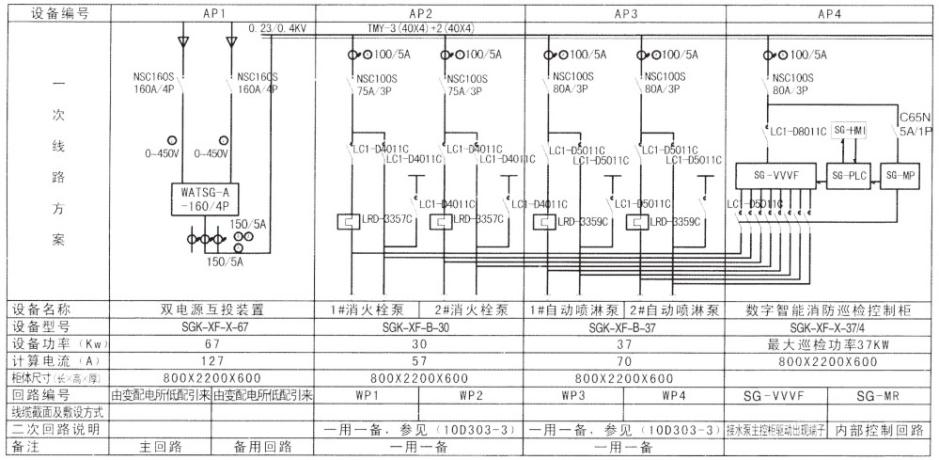 设备编号 AP1 AP2 AP3 AP4
一次线路方案
0.23/0.4KV TMY-3(40X4)+2(40X4)
100/5A 100/5A 100/5A 100/5A 100/5A
NSC160S 160A/4P
NSC160S 160A/4P
NSC100S 75A/3P
NSC100S 75A/3P
NSC100S 80A/3P
NSC100S 80A/3P
NSC100S 80A/3P
C65N 5A/1P
LC1-D8011C
SG-HMI
0-450V 0-450V
LC1-D4011C LC1-D4011C LC1-D4011C LC1-D4011C LC1-D5011C LC1-D5011C LC1-D5011C LC1-D5011C
SG-VVVF SG-PLC SG-MP
WATSG-A -160/4P
LC1-D4011C LC1-D4011C LC1-D5011C
LRD-3357C LRD-3357C LRD-3359C LRD-3359C
150/5A
150/5A
设备名称 双电源互投装置 1#消火栓泵 2#消火栓泵 1#自动喷淋泵 2#自动喷淋泵 数字智能消防巡检控制柜
设备型号 SGK-XF-X-67 SGK-XF-B-30 SGK-XF-B-37 SGK-XF-X-37/4
设备功率(Kw) 67 30 37 最大巡检功率37KW
计算电流(A) 127 57 70 800X2200X600
柜体尺寸(长×高×厚) 800X2200X600 800X2200X600 800X2200X600
回路编号 由变配电所低配引来 由变配电所低配引来 WP1 WP2 WP3 WP4 SG-VVVF SG-MR
线缆截面及敷设方式
二次回路说明 一用一备，参见(10D303-3) 一用一备，参见(10D303-3) 接水泵主控柜驱动出现端子 内部控制回路
备注 主回路 备用回路 一用一备 一用一备